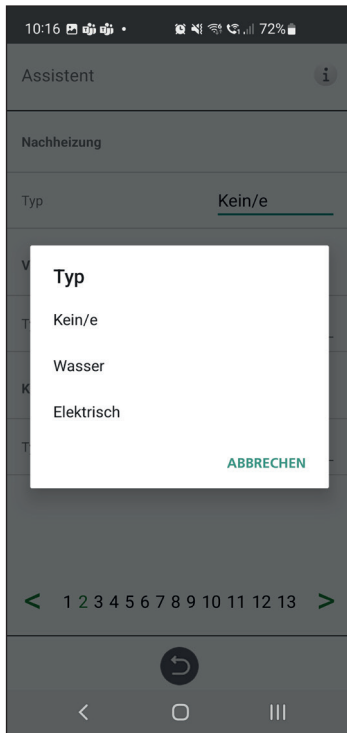 10:16 72%
Assistent i
Nachheizung
Typ Kein/e
V
Typ
T
Kein/e
Wasser
K
Elektrisch
T
ABBRECHEN
< 1 2 3 4 5 6 7 8 9 10 11 12 13 >